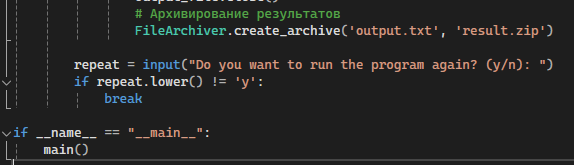 # Архивирование результатов
FileArchiver.create_archive('output.txt', 'result.zip')
repeat = input("Do you want to run the program again? (y/n): ")
if repeat.lower() != 'y':
break
if __name__ == "__main__":
main()